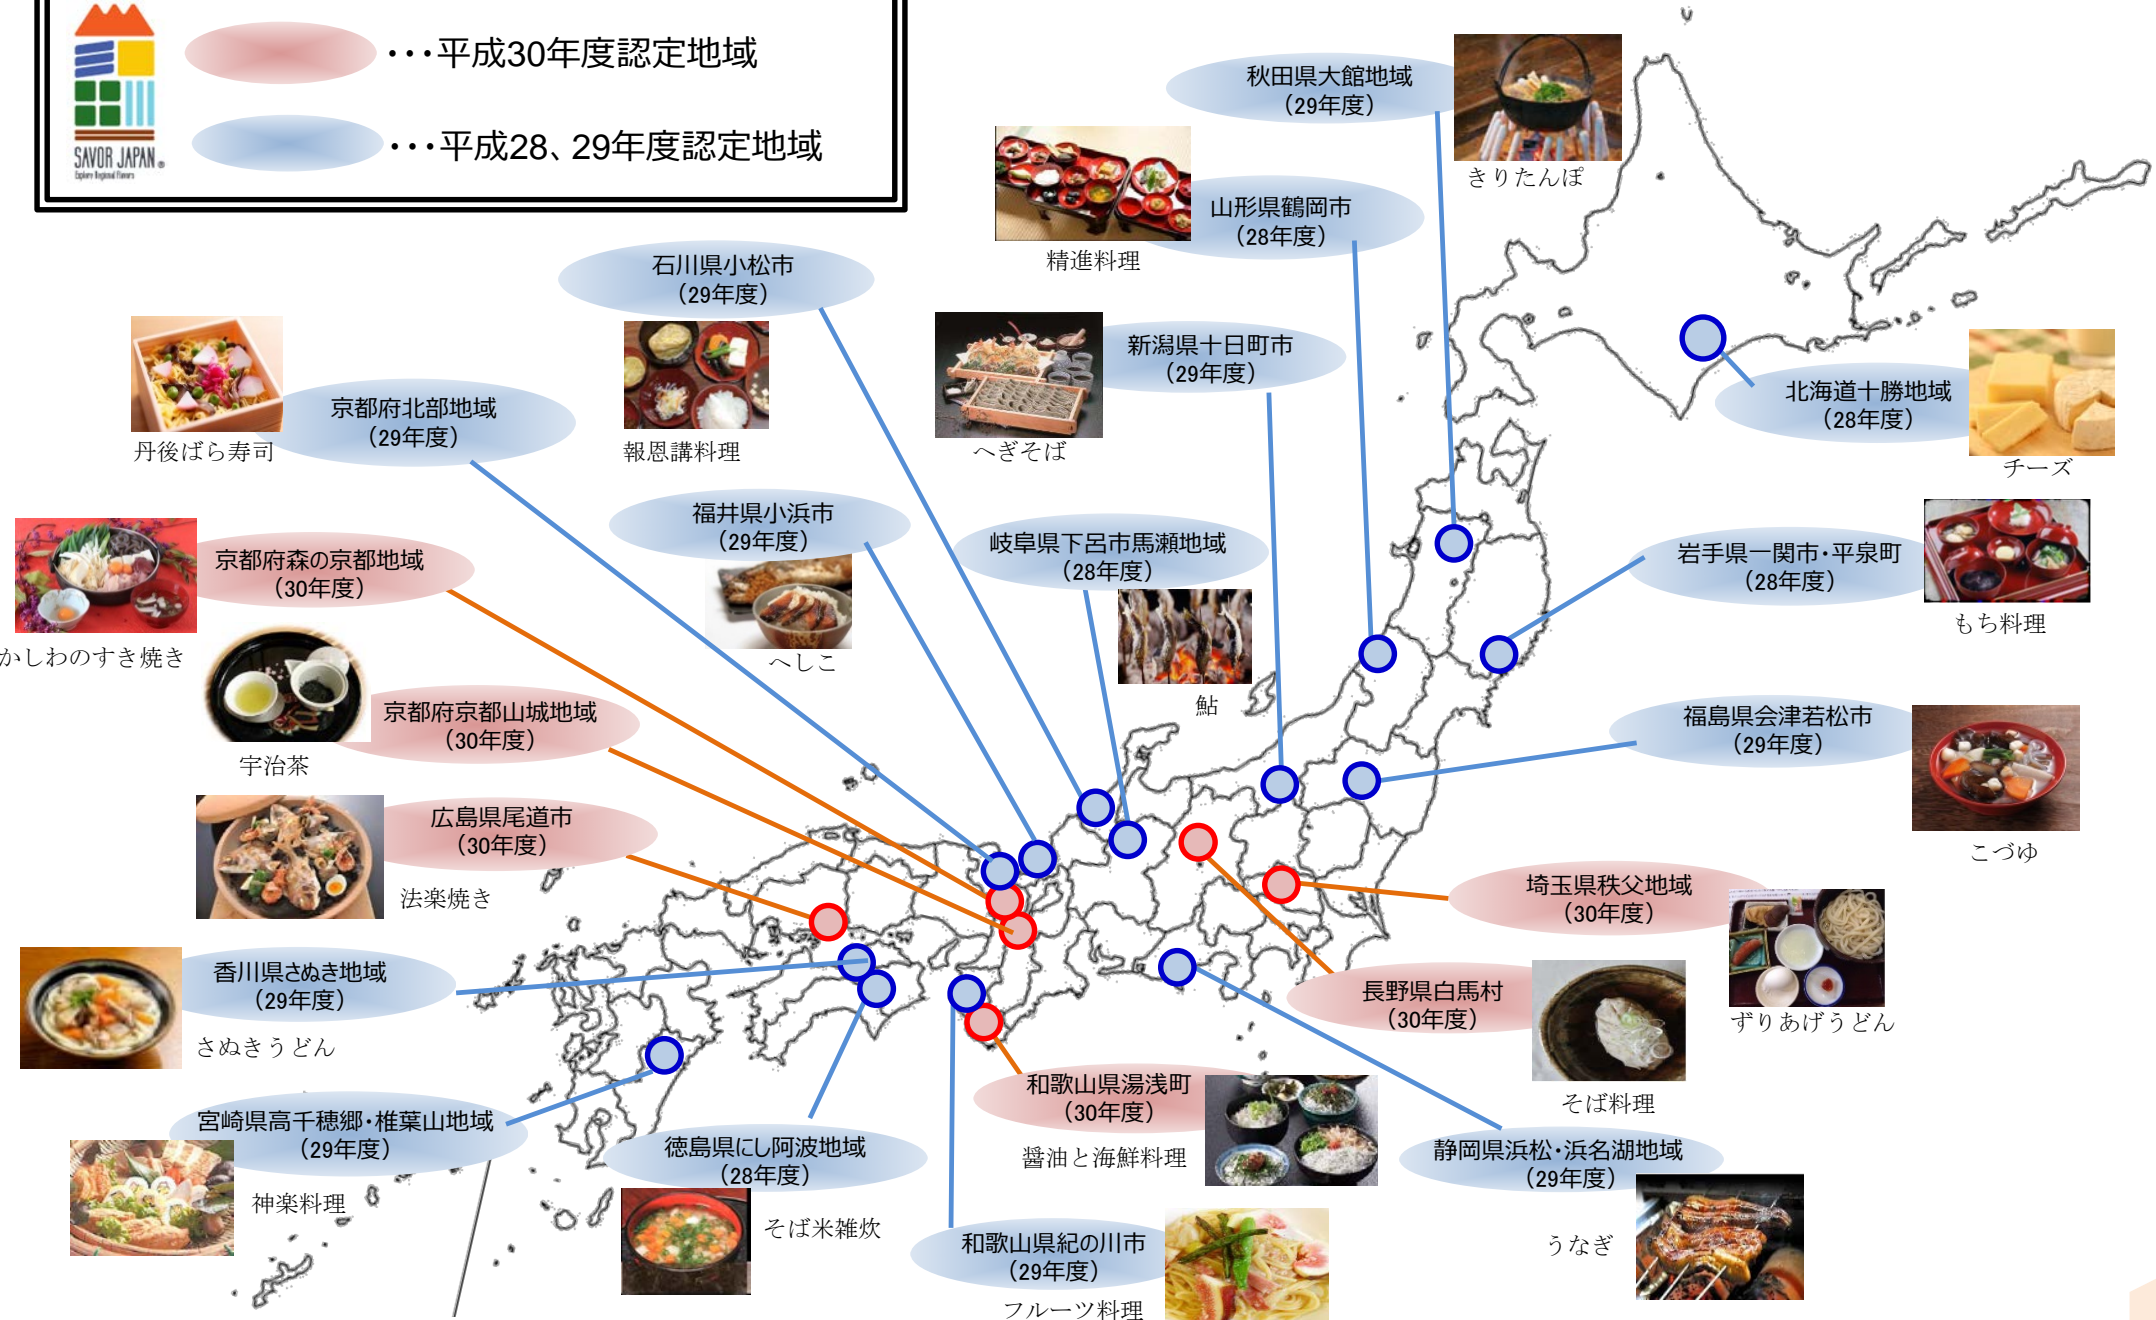 ・・・平成30年度認定地域
・・・平成28、29年度認定地域
SAVOR JAPAN®
Explore Regional Flavors
秋田県大館地域
（29年度）
きりたんぽ
山形県鶴岡市
（28年度）
精進料理
石川県小松市
（29年度）
報恩講料理
新潟県十日町市
（29年度）
へぎそば
北海道十勝地域
（28年度）
チーズ
京都府北部地域
（29年度）
丹後ばら寿司
福井県小浜市
（29年度）
へしこ
岐阜県下呂市馬瀬地域
（28年度）
鮎
岩手県一関市・平泉町
（28年度）
もち料理
京都府森の京都地域
（30年度）
かしわのすき焼き
京都府京都山城地域
（30年度）
宇治茶
福島県会津若松市
（29年度）
こづゆ
広島県尾道市
（30年度）
法楽焼き
埼玉県秩父地域
（30年度）
ずりあげうどん
香川県さぬき地域
（29年度）
さぬきうどん
長野県白馬村
（30年度）
そば料理
和歌山県湯浅町
（30年度）
醤油と海鮮料理
宮崎県高千穂郷・椎葉山地域
（29年度）
神楽料理
徳島県にし阿波地域
（28年度）
そば米雑炊
静岡県浜松・浜名湖地域
（29年度）
うなぎ
和歌山県紀の川市
（29年度）
フルーツ料理